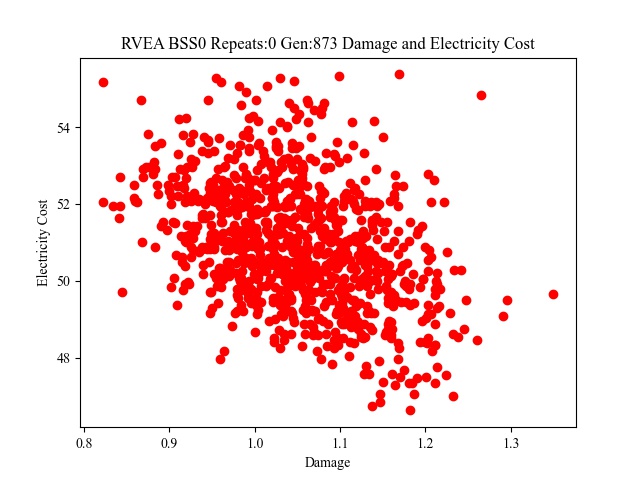 RVEA BSS0 Repeats:0 Gen:873 Damage and Electricity Cost
54
52
50
48
Electricity Cost
0.8 0.9 1.0 1.1 1.2 1.3
Damage